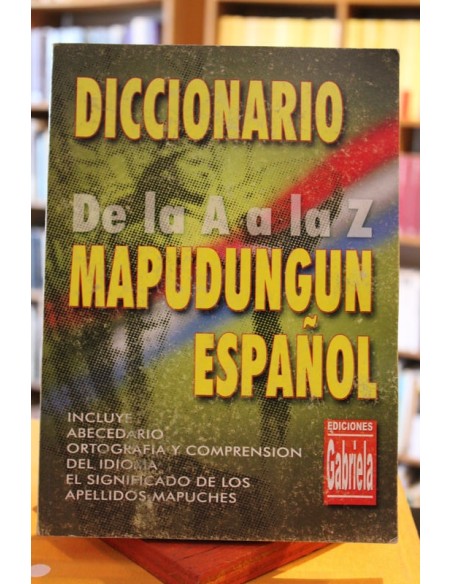 DICCIONARIO
De la A a la Z
MAPUDUNGUN
ESPAÑOL
INCLUYE
ABECEDARIO
ORTOGRAFIA Y COMPRENSION
DEL IDIOMA
EL SIGNIFICADO DE LOS
APELLIDOS MAPUCHES
EDICIONES
Gabriela